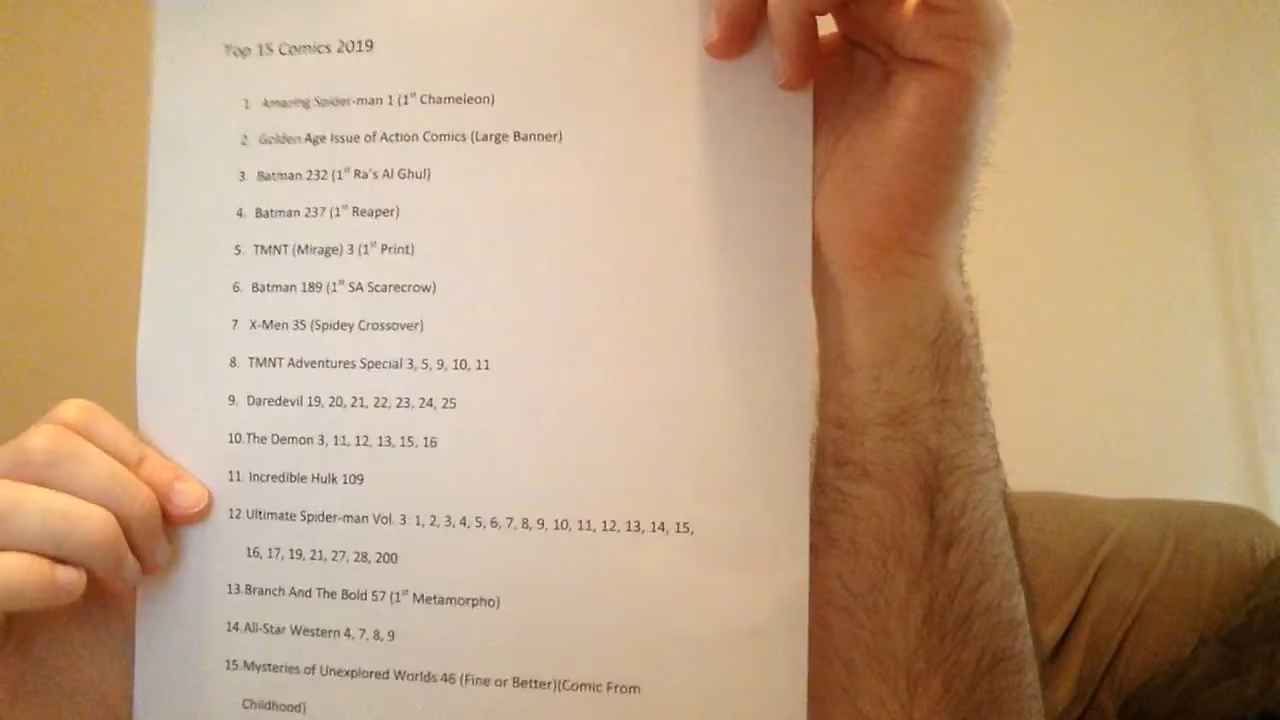 Top 15 Comics 2019
1. Amazing Spider-man 1 (1st Chameleon)
2. Golden Age Issue of Action Comics (Large Banner)
3. Batman 232 (1st Ra's Al Ghul)
4. Batman 237 (1st Reaper)
5. TMNT (Mirage) 3 (1st Print)
6. Batman 189 (1st SA Scarecrow)
7. X-Men 35 (Spidey Crossover)
8. TMNT Adventures Special 3, 5, 9, 10, 11
9. Daredevil 19, 20, 21, 22, 23, 24, 25
10. The Demon 3, 11, 12, 13, 15, 16
11. Incredible Hulk 109
12. Ultimate Spider-man Vol. 3: 1, 2, 3, 4, 5, 6, 7, 8, 9, 10, 11, 12, 13, 14, 15,
16, 17, 19, 21, 27, 28, 200
13. Branch And The Bold 57 (1st Metamorpho)
14. All-Star Western 4, 7, 8, 9
15. Mysteries of Unexplored Worlds 46 (Fine or Better)(Comic From
Childhood)